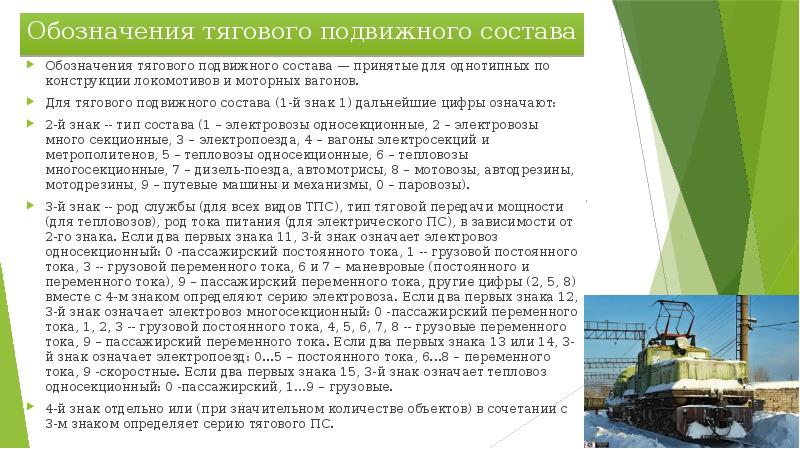 Обозначения тягового подвижного состава
Обозначения тягового подвижного состава — принятые для однотипных по
конструкции локомотивов и моторных вагонов.
Для тягового подвижного состава (1-й знак 1) дальнейшие цифры означают:
2-й знак -- тип состава (1 – электровозы односекционные, 2 – электровозы
много секционные, 3 – электропоезда, 4 – вагоны электросекций и
метрополитенов, 5 – тепловозы односекционные, 6 – тепловозы
многосекционные, 7 – дизель-поезда, автомотрисы, 8 – мотовозы, автодрезины,
мотодрезины, 9 – путевые машины и механизмы, 0 – паровозы).
3-й знак -- род службы (для всех видов ТПС), тип тяговой передачи и мощности
(для тепловозов), род тока питания (для электрического ПС), в зависимости от
2-го знака. Если два первых знака 11, 3-й знак означает электровоз
односекционный: 0 -пассажирский постоянного тока, 1 -- грузовой постоянного
тока, 3 -- грузовой переменного тока, 6 и 7 – маневровые (постоянного и
переменного тока), 9 – пассажирский переменного тока, другие цифры (2, 5, 8)
вместе с 4-м знаком определяют серию электровоза. Если два первых знака 12,
3-й знак означает электровоз многосекционный: 0 -пассажирский переменного
тока, 1, 2, 3 -- грузовой постоянного тока, 4, 5, 6, 7, 8 -- грузовые переменного
тока, 9 – пассажирский переменного тока. Если два первых знака 13 или 14, 3-
й знак означает электропоезд: 0…5 – постоянного тока, 6…8 – переменного
тока, 9 -скоростные. Если два первых знака 15, 3-й знак означает тепловоз
односекционный: 0 -пассажирский, 1…9 – грузовые.
4-й знак отдельно или (при значительном количестве объектов) в сочетании с
3-м знаком определяет серию тягового ПС.